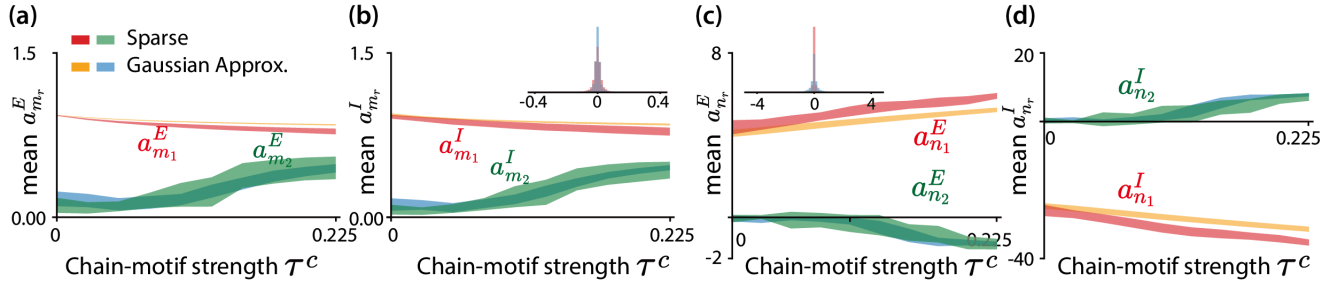 (a)
Sparse
Gaussian Approx.
1.5
mean a^E_{m_r}
a^E_{m_1}
a^E_{m_2}
0.00
0
0.225
Chain-motif strength τ^c
(b)
1.5
mean a^I_{m_r}
-0.4
0
0.4
a^I_{m_1}
a^I_{m_2}
0.00
0
0.225
Chain-motif strength τ^c
(c)
8
mean a^E_{n_r}
-4
0
4
a^E_{n_1}
a^E_{n_2}
0
0.225
-2
Chain-motif strength τ^c
(d)
20
mean a^I_{n_r}
a^I_{n_2}
0
0.225
a^I_{n_1}
-40
Chain-motif strength τ^c